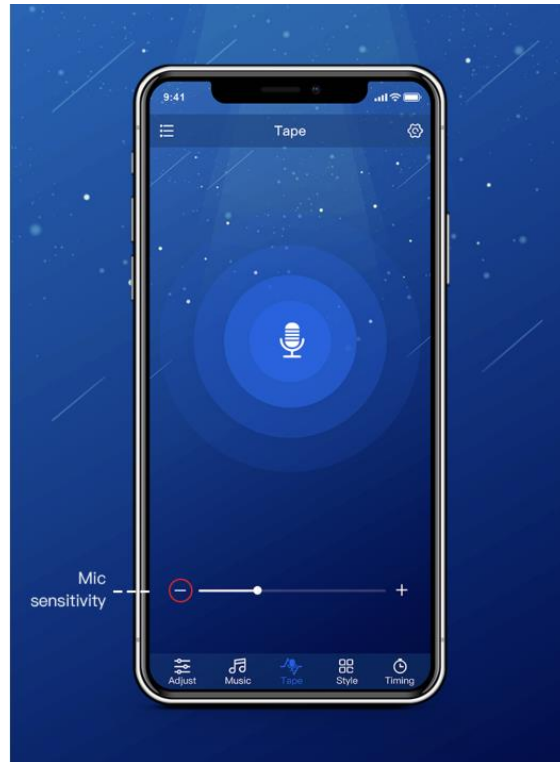 9:41
Tape
Mic
sensitivity
Adjust
Music
Tape
Style
Timing